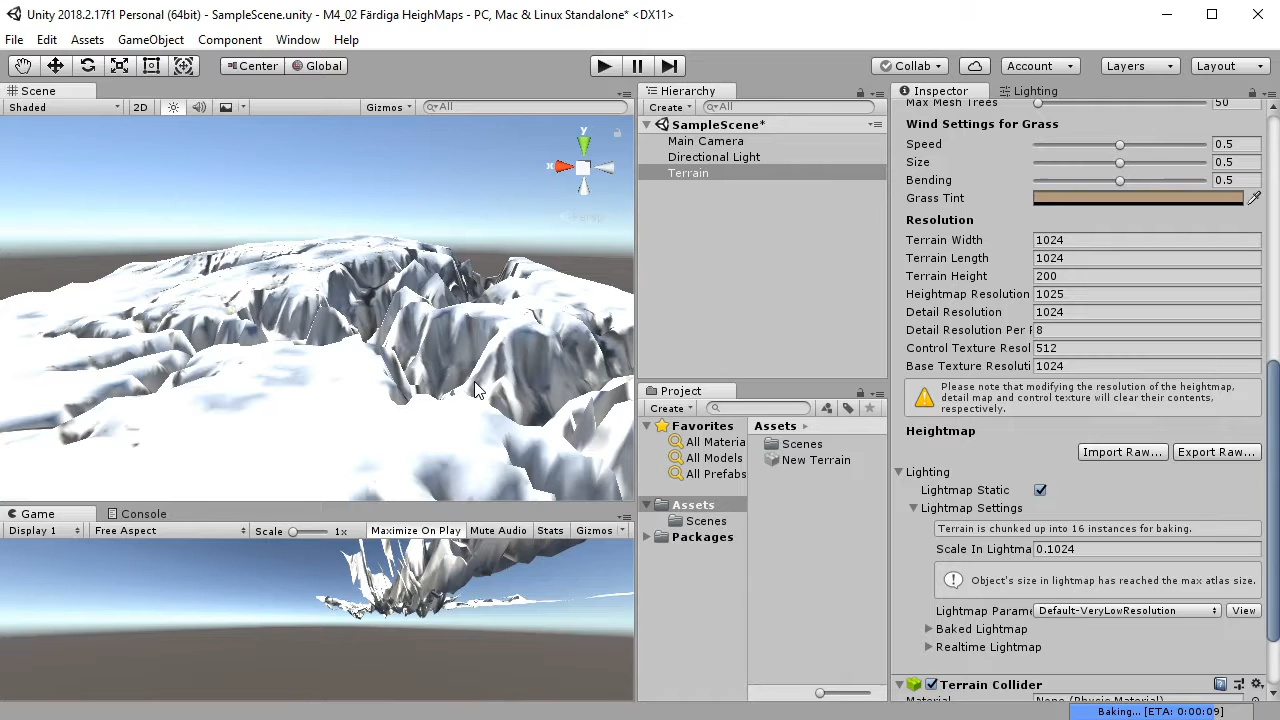 Unity 2018.2.17f1 Personal (64bit) - SampleScene.unity - M4_02 Färdiga HeighMaps - PC, Mac & Linux Standalone* <DX11>
File Edit Assets GameObject Component Window Help
Center Global Collab Account Layers Layout
Scene
Shaded 2D Gizmos All
y
x
Persp
Game Console
Display 1 Free Aspect Scale 1x Maximize On Play Mute Audio Stats Gizmos
Hierarchy
Create All
SampleScene*
Main Camera
Directional Light
Terrain
Project
Create
Favorites
All Materia
All Models
All Prefabs
Assets
Scenes
Packages
Assets
Scenes
New Terrain
Inspector Lighting
Max Mesh Trees 50
Wind Settings for Grass
Speed 0.5
Size 0.5
Bending 0.5
Grass Tint
Resolution
Terrain Width 1024
Terrain Length 1024
Terrain Height 200
Heightmap Resolution 1025
Detail Resolution 1024
Detail Resolution Per 8
Control Texture Resol 512
Base Texture Resoluti 1024
Please note that modifying the resolution of the heightmap,
detail map and control texture will clear their contents,
respectively.
Heightmap
Import Raw... Export Raw...
Lighting
Lightmap Static
Lightmap Settings
Terrain is chunked up into 16 instances for baking.
Scale In Lightma 0.1024
Object's size in lightmap has reached the max atlas size.
Lightmap Parame Default-VeryLowResolution View
Baked Lightmap
Realtime Lightmap
Terrain Collider
Material None (Physic Material)
Baking... [ETA: 0:00:09]